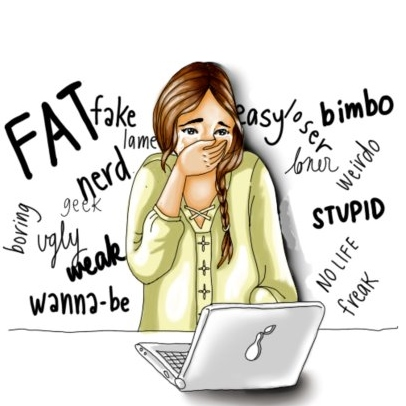 FAT
fake
lame
nerd
geek
boring
ugly
weak
wanna-be
easy
loser
bimbo
loner
weirdo
STUPID
NO LIFE
freak